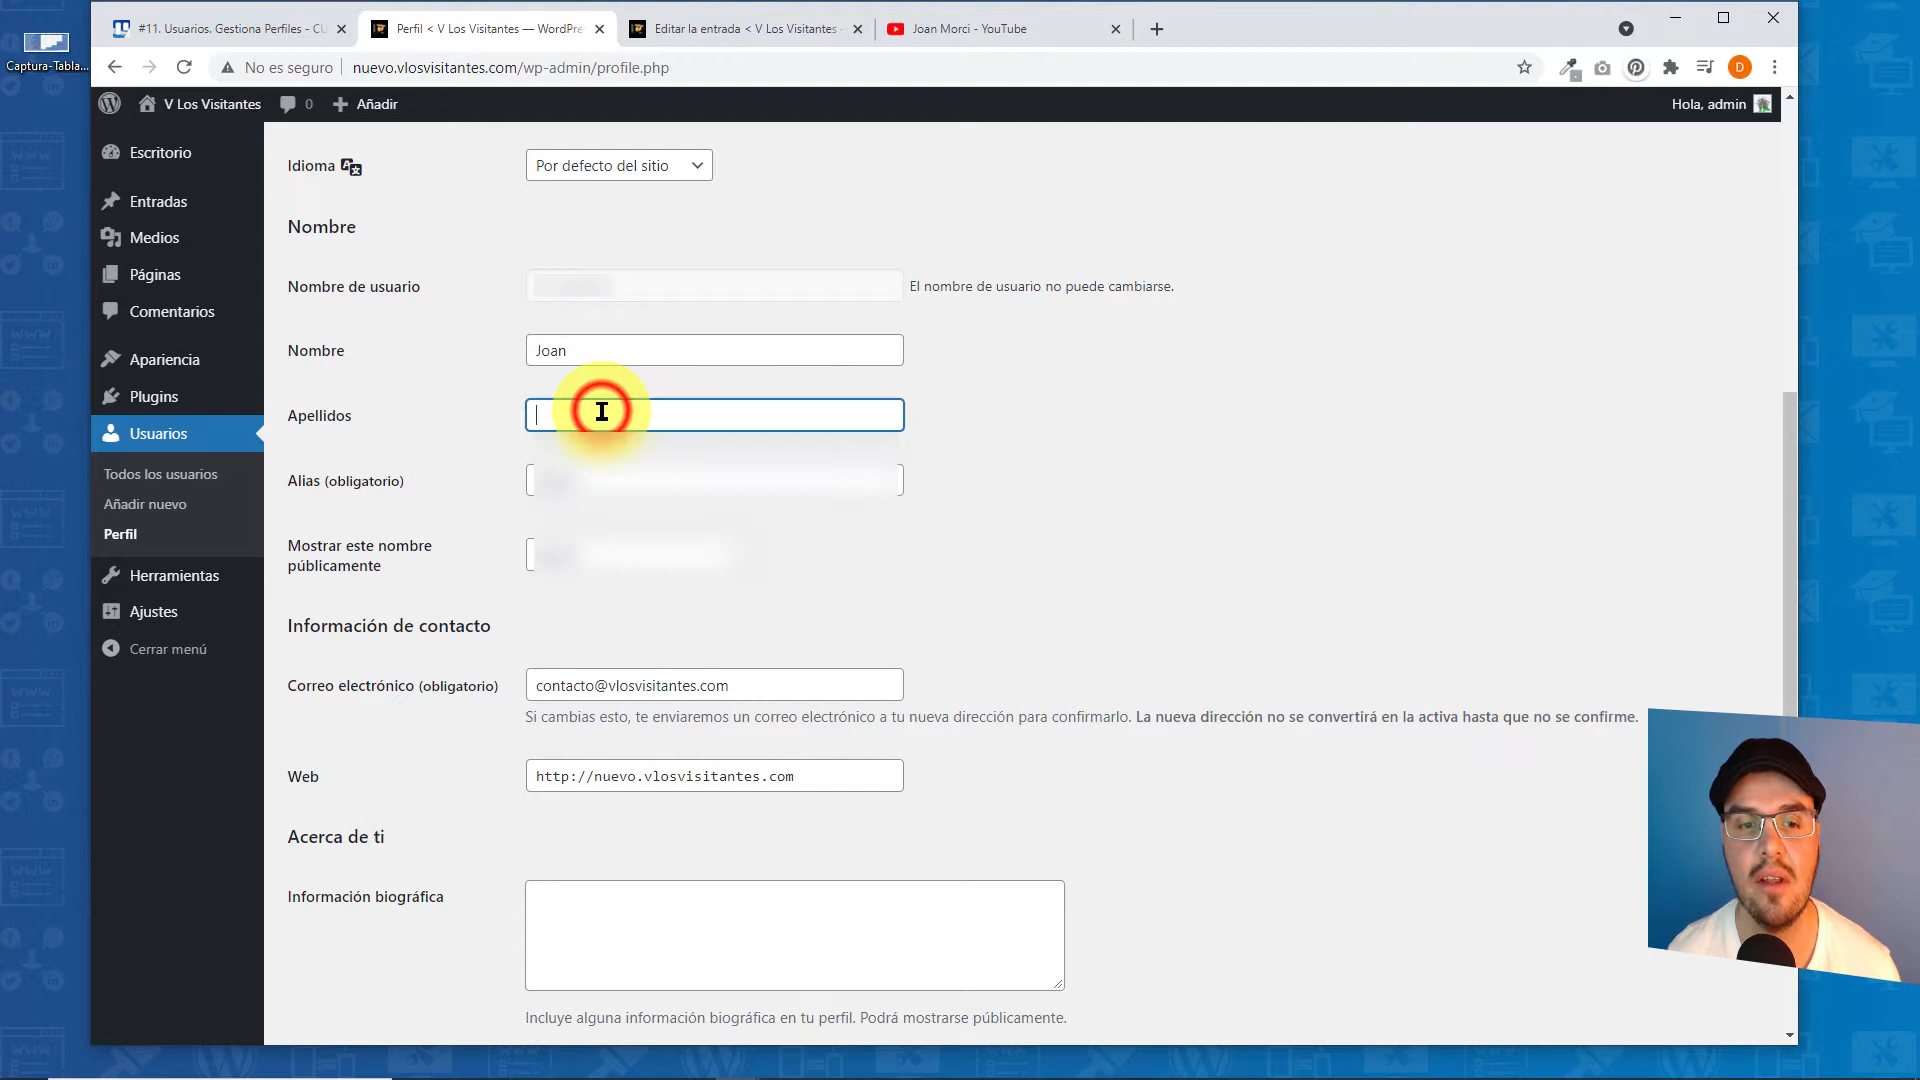 Captura-Tabla...
#11. Usuarios. Gestiona Perfiles - CU
Perfil < V Los Visitantes — WordPre
Editar la entrada < V Los Visitantes -
Joan Morci - YouTube
No es seguro
nuevo.vlosvisitantes.com/wp-admin/profile.php
D
V Los Visitantes
0
Añadir
Hola, admin
Escritorio
Entradas
Medios
Páginas
Comentarios
Apariencia
Plugins
Usuarios
Todos los usuarios
Añadir nuevo
Perfil
Herramientas
Ajustes
Cerrar menú
Idioma
Por defecto del sitio
Nombre
Nombre de usuario
El nombre de usuario no puede cambiarse.
Nombre
Joan
Apellidos
Alias (obligatorio)
Mostrar este nombre
públicamente
Información de contacto
Correo electrónico (obligatorio)
contacto@vlosvisitantes.com
Si cambias esto, te enviaremos un correo electrónico a tu nueva dirección para confirmarlo. La nueva dirección no se convertirá en la activa hasta que no se confirme.
Web
http://nuevo.vlosvisitantes.com
Acerca de ti
Información biográfica
Incluye alguna información biográfica en tu perfil. Podrá mostrarse públicamente.